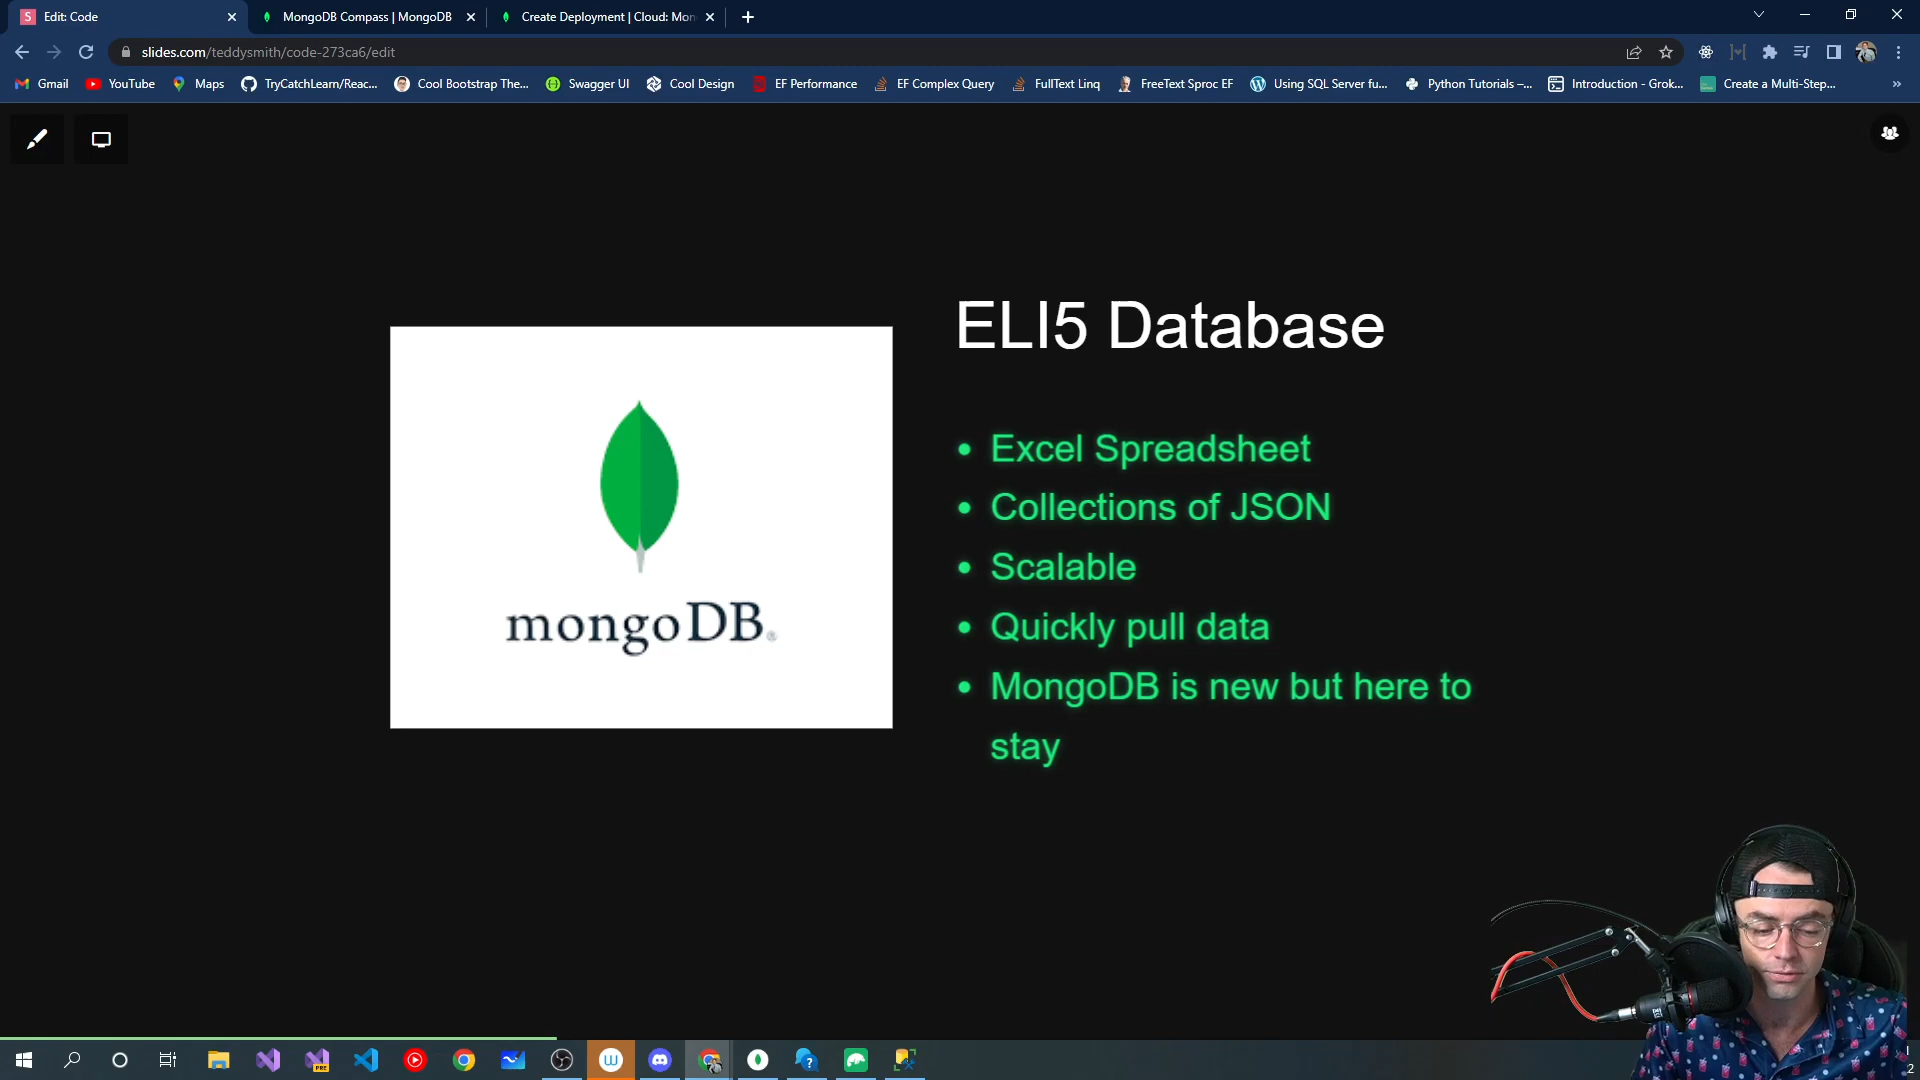 Edit: Code
MongoDB Compass | MongoDB
Create Deployment | Cloud: Mon
slides.com/teddysmith/code-273ca6/edit
Gmail
YouTube
Maps
TryCatchLearn/Reac...
Cool Bootstrap The...
Swagger UI
Cool Design
EF Performance
EF Complex Query
FullText Linq
FreeText Sproc EF
Using SQL Server fu...
Python Tutorials –...
Introduction - Grok...
Create a Multi-Step...
ELI5 Database
mongoDB®
• Excel Spreadsheet
• Collections of JSON
• Scalable
• Quickly pull data
• MongoDB is new but here to
stay
PRE